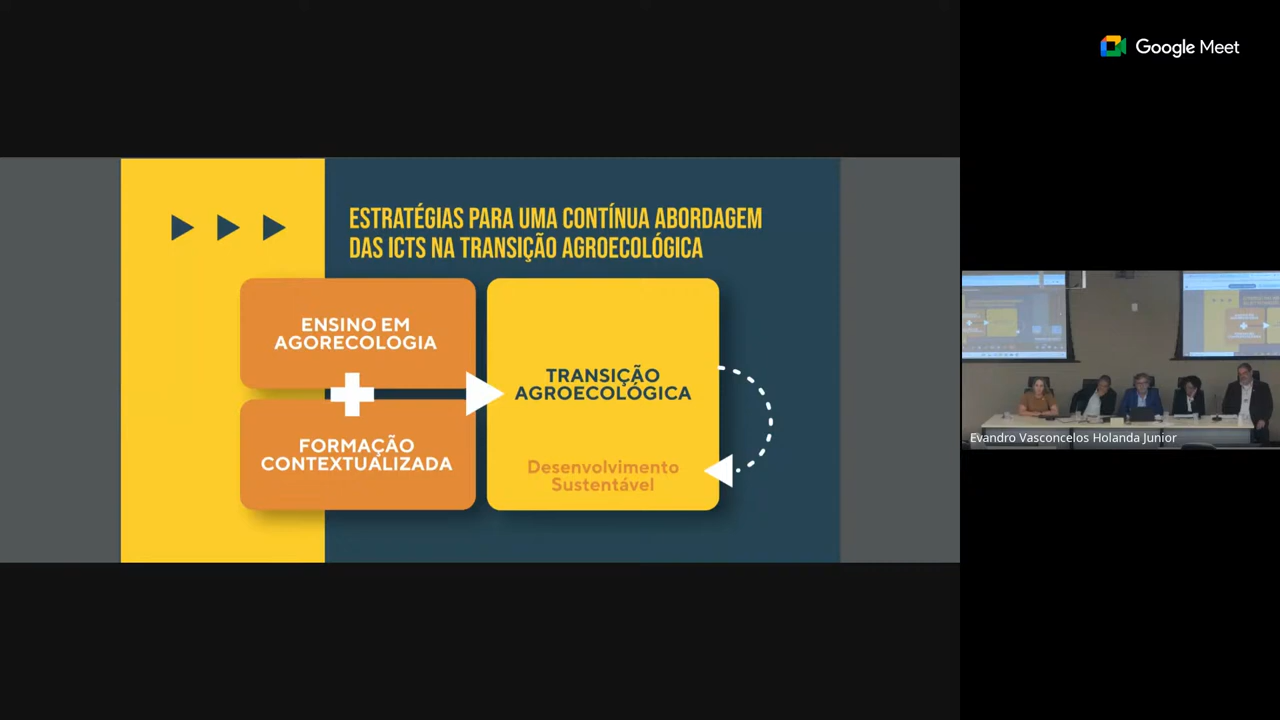 Google Meet
ESTRATÉGIAS PARA UMA CONTÍNUA ABORDAGEM
DAS ICTS NA TRANSIÇÃO AGROECOLÓGICA
ENSINO EM
AGORECOLOGIA
FORMAÇÃO
CONTEXTUALIZADA
TRANSIÇÃO
AGROECOLÓGICA
Desenvolvimento
Sustentável
Evandro Vasconcelos Holanda Junior